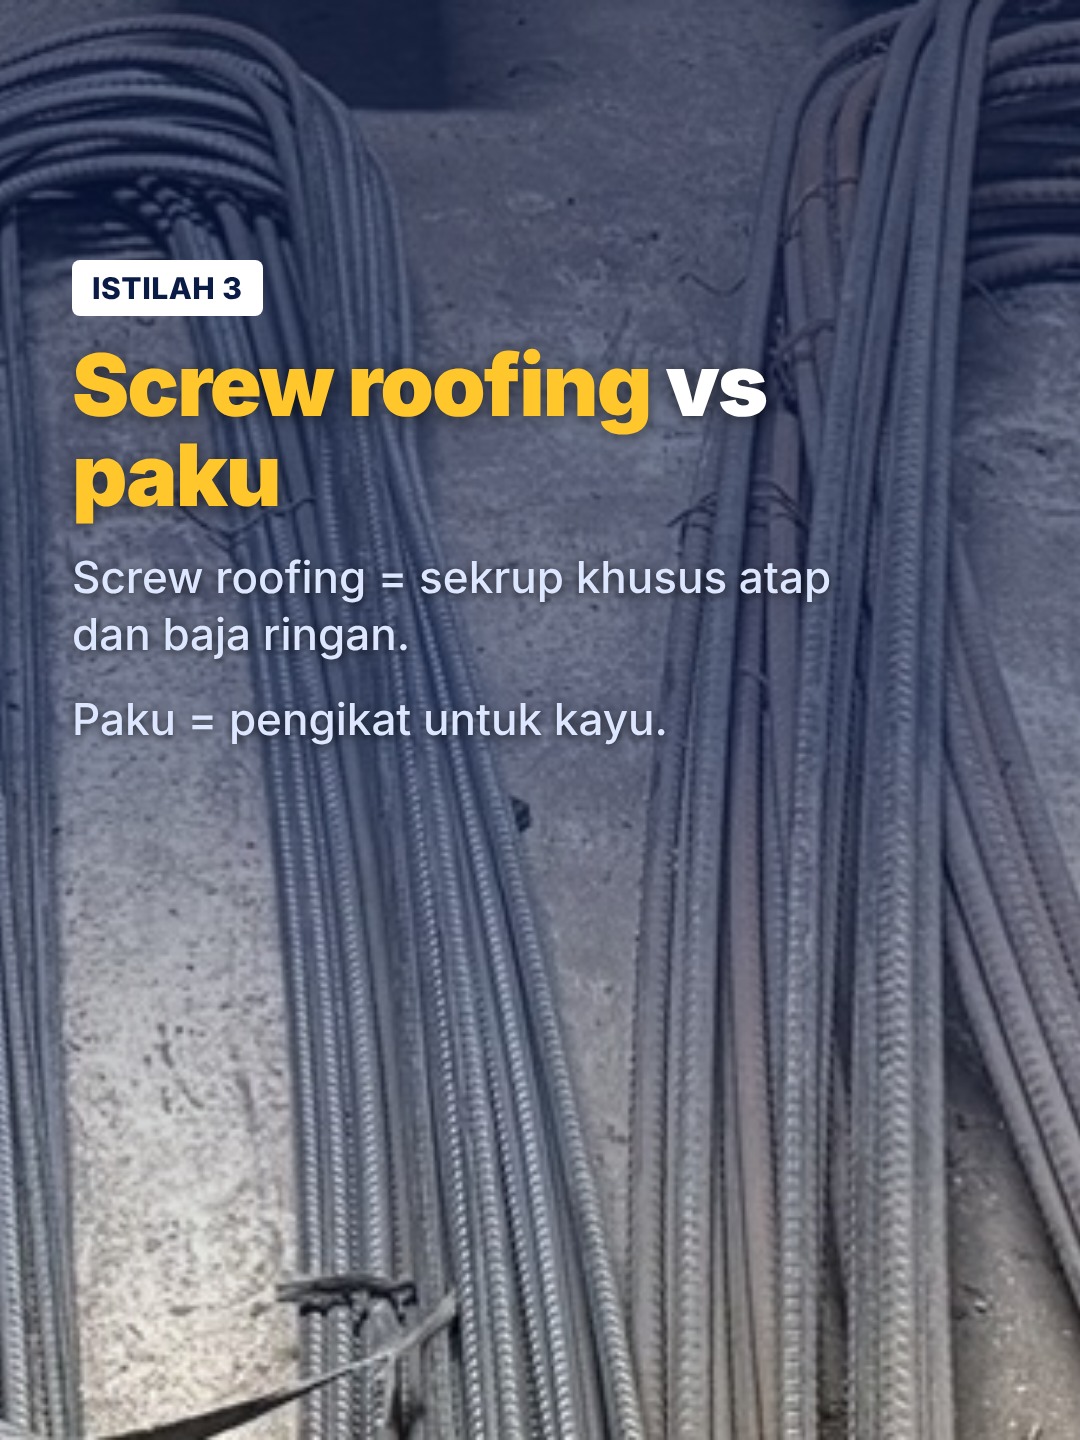 ISTILAH 3
Screw roofing vs
paku
Screw roofing = sekrup khusus atap
dan baja ringan.
Paku = pengikat untuk kayu.